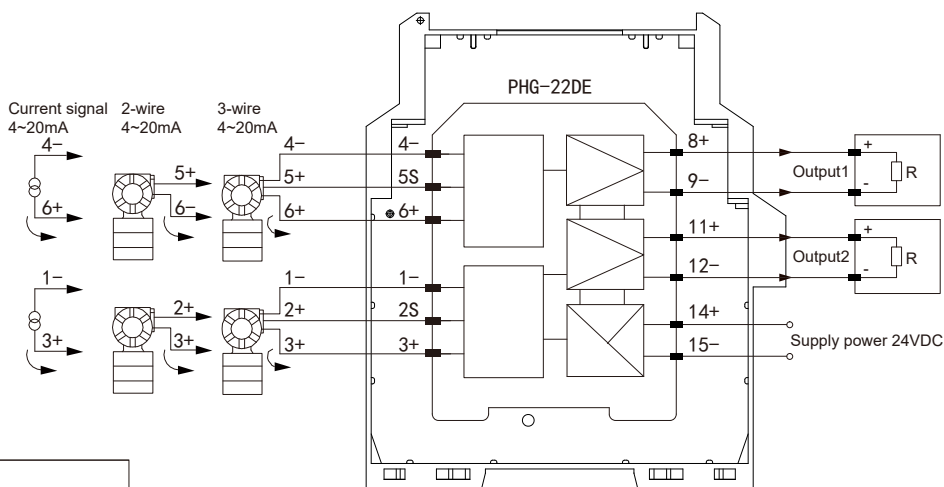 PHG-22DE
Current signal
4~20mA
2-wire
4~20mA
3-wire
4~20mA
4-
6+
5+
6-
4-
5+
6+
4-
5S
6+
8+
9-
11+
12-
14+
15-
Output1
+
-
R
Output2
+
-
R
Supply power 24VDC
1-
3+
2+
3+
1-
2+
3+
1-
2S
3+